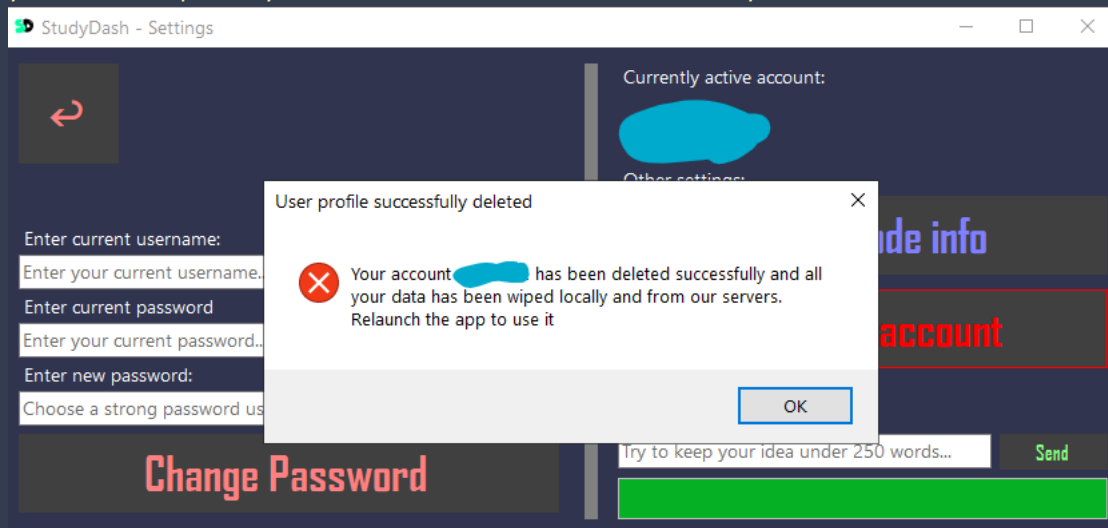 StudyDash - Settings
Currently active account:
Other settings:
Enter current username:
Enter your current username..
Enter current password
Enter your current password..
Enter new password:
Choose a strong password us
Change Password
User profile successfully deleted
Your account has been deleted successfully and all
your data has been wiped locally and from our servers.
Relaunch the app to use it
OK
info
account
Try to keep your idea under 250 words...
Send